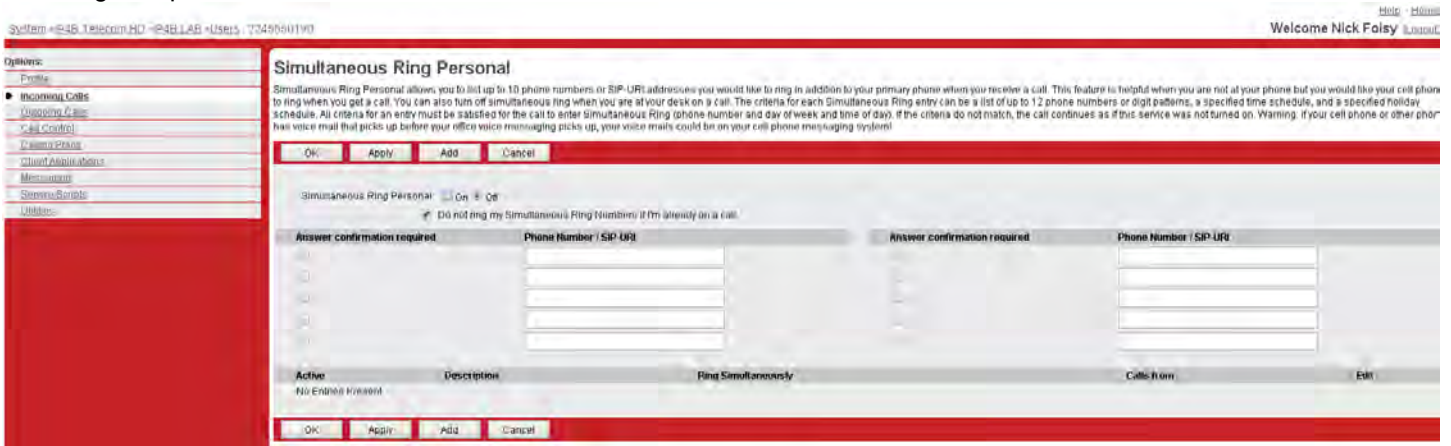 Help - Home
System >IP4B Telecom HQ >IP4B LAB >Users : 7245550190
Welcome Nick Foisy [Logout]
Options:
Profile
Incoming Calls
Outgoing Calls
Call Control
Calling Plans
Client Applications
Messaging
Service Scripts
Utilities
Simultaneous Ring Personal
Simultaneous Ring Personal allows you to list up to 10 phone numbers or SIP-URI addresses you would like to ring in addition to your primary phone when you receive a call. This feature is helpful when you are not at your phone but you would like your cell phone
to ring when you get a call. You can also turn off simultaneous ring when you are at your desk on a call. The criteria for each Simultaneous Ring entry can be a list of up to 12 phone numbers or digit patterns, a specified time schedule, and a specified holiday
schedule. All criteria for an entry must be satisfied for the call to enter Simultaneous Ring (phone number and day of week and time of day). If the criteria do not match, the call continues as if this service was not turned on. Warning: if your cell phone or other phon
has voice mail that picks up before your office voice messaging picks up, your voice mails could be on your cell phone messaging system!
OK Apply Add Cancel
Simultaneous Ring Personal: On Off
Do not ring my Simultaneous Ring Numbers if I'm already on a call.
Answer confirmation required Phone Number / SIP-URI Answer confirmation required Phone Number / SIP-URI
Active Description Ring Simultaneously Calls from Edit
No Entries Present
OK Apply Add Cancel